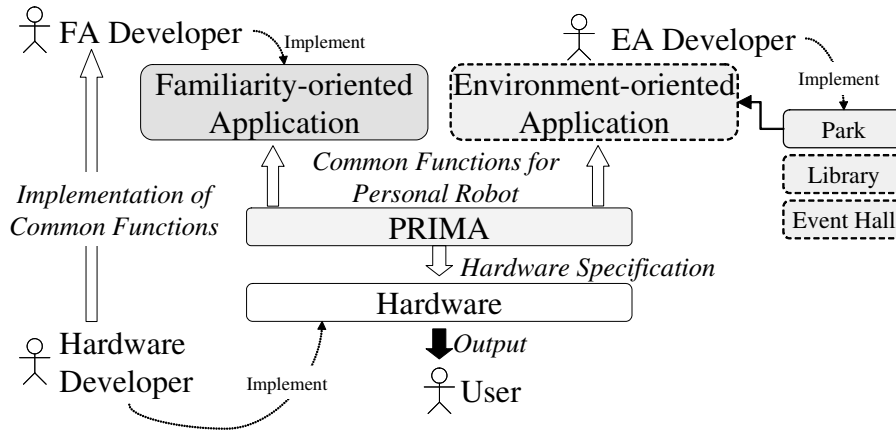 FA Developer
Implement
EA Developer
Implement
Familiarity-oriented
Application
Environment-oriented
Application
Park
Library
Event Hall
Common Functions for
Personal Robot
Implementation of
Common Functions
PRIMA
Hardware Specification
Hardware
Output
Hardware
Developer
Implement
User